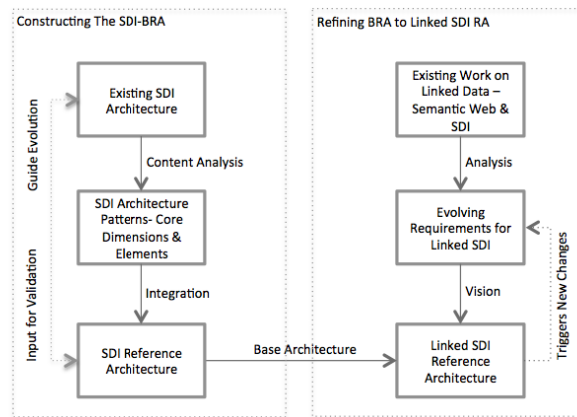 Constructing The SDI-BRA
Existing SDI
Architecture
Content Analysis
SDI Architecture
Patterns- Core
Dimensions &
Elements
Integration
SDI Reference
Architecture
Guide Evolution
Input for Validation
Base Architecture
Refining BRA to Linked SDI RA
Existing Work on
Linked Data –
Semantic Web &
SDI
Analysis
Evolving
Requirements for
Linked SDI
Vision
Linked SDI
Reference
Architecture
Triggers New Changes